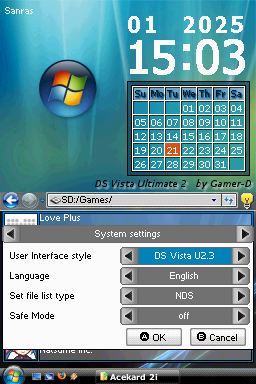 Sanras
01 2025
15:03
Su Mo Tu We Th Fr Sa
01 02 03 04
05 06 07 08 09 10 11
12 13 14 15 16 17 18
19 20 21 22 23 24 25
26 27 28 29 30 31
DS Vista Ultimate 2 by Gamer-D
SD:/Games/
Love Plus
System settings
User Interface style DS Vista U2.3
Language English
Set file list type NDS
Safe Mode off
A OK B Cancel
Natsume Inc.
Acekard 2i